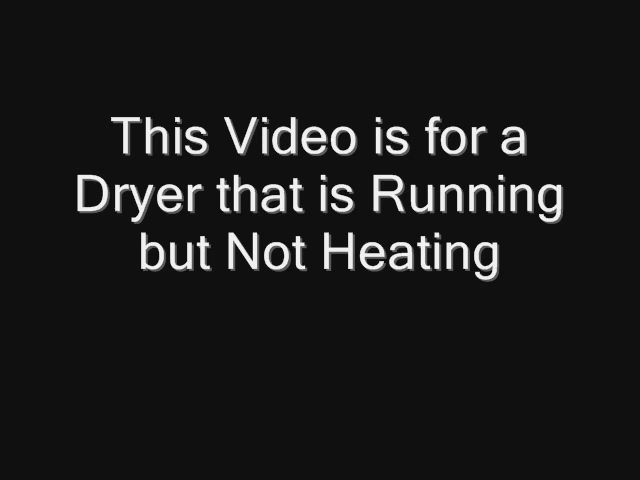 This Video is for a
Dryer that is Running
but Not Heating